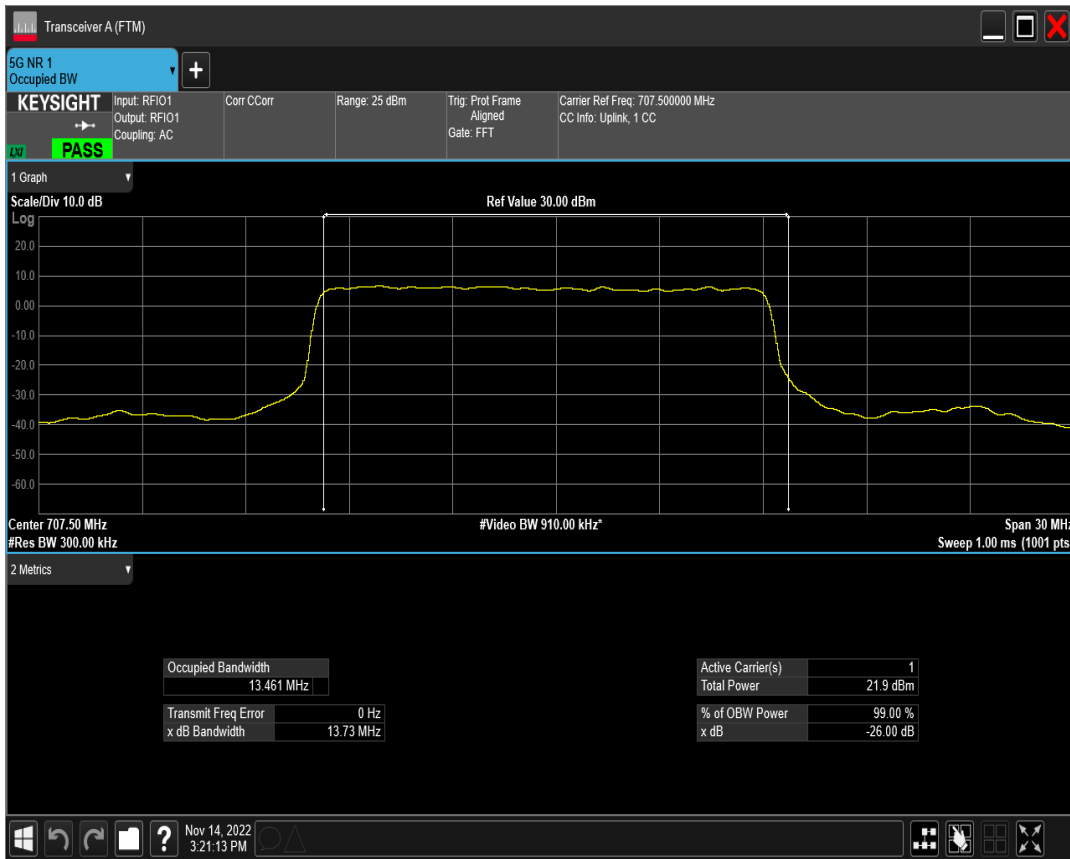 Transceiver A (FTM)
5G NR 1
Occupied BW
+
KEYSIGHT
LXI
PASS
Input: RFIO1
Output: RFIO1
Coupling: AC
Corr CCorr
Range: 25 dBm
Trig: Prot Frame
Aligned
Gate: FFT
Carrier Ref Freq: 707.500000 MHz
CC Info: Uplink, 1 CC
1 Graph
Scale/Div 10.0 dB
Ref Value 30.00 dBm
Log
20.0
10.0
0.00
-10.0
-20.0
-30.0
-40.0
-50.0
-60.0
Center 707.50 MHz
#Video BW 910.00 kHz*
Span 30 MHz
#Res BW 300.00 kHz
Sweep 1.00 ms (1001 pts
2 Metrics
Occupied Bandwidth
13.461 MHz
Active Carrier(s) 1
Total Power 21.9 dBm
Transmit Freq Error 0 Hz
x dB Bandwidth 13.73 MHz
% of OBW Power 99.00 %
x dB -26.00 dB
?
Nov 14, 2022
3:21:13 PM